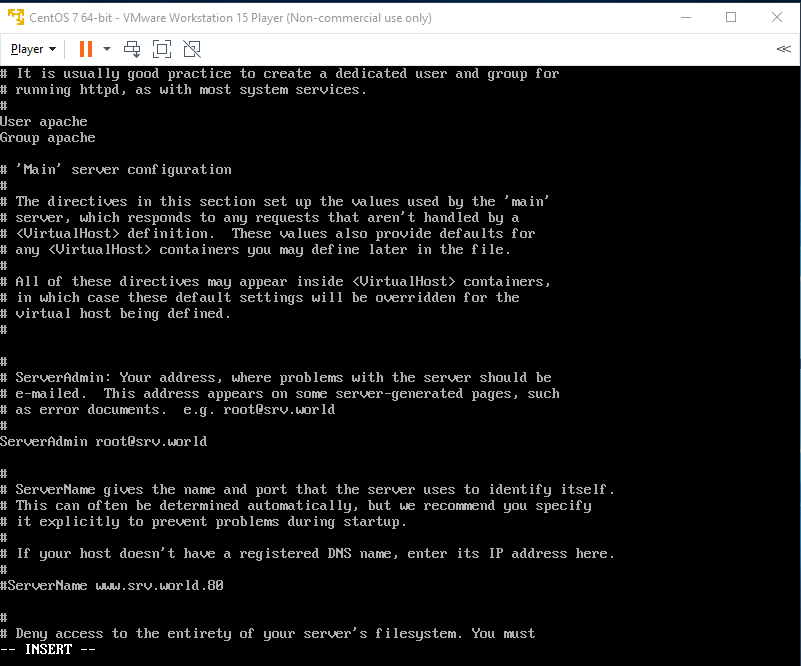 CentOS 7 64-bit - VMware Workstation 15 Player (Non-commercial use only)
Player
# It is usually good practice to create a dedicated user and group for
# running httpd, as with most system services.
#
User apache
Group apache
# 'Main' server configuration
#
# The directives in this section set up the values used by the 'main'
# server, which responds to any requests that aren't handled by a
# <VirtualHost> definition.  These values also provide defaults for
# any <VirtualHost> containers you may define later in the file.
#
# All of these directives may appear inside <VirtualHost> containers,
# in which case these default settings will be overridden for the
# virtual host being defined.
#
#
# ServerAdmin: Your address, where problems with the server should be
# e-mailed.  This address appears on some server-generated pages, such
# as error documents.  e.g. root@srv.world
#
ServerAdmin root@srv.world
#
# ServerName gives the name and port that the server uses to identify itself.
# This can often be determined automatically, but we recommend you specify
# it explicitly to prevent problems during startup.
#
# If your host doesn't have a registered DNS name, enter its IP address here.
#
#ServerName www.srv.world.80
#
# Deny access to the entirety of your server's filesystem. You must
-- INSERT --